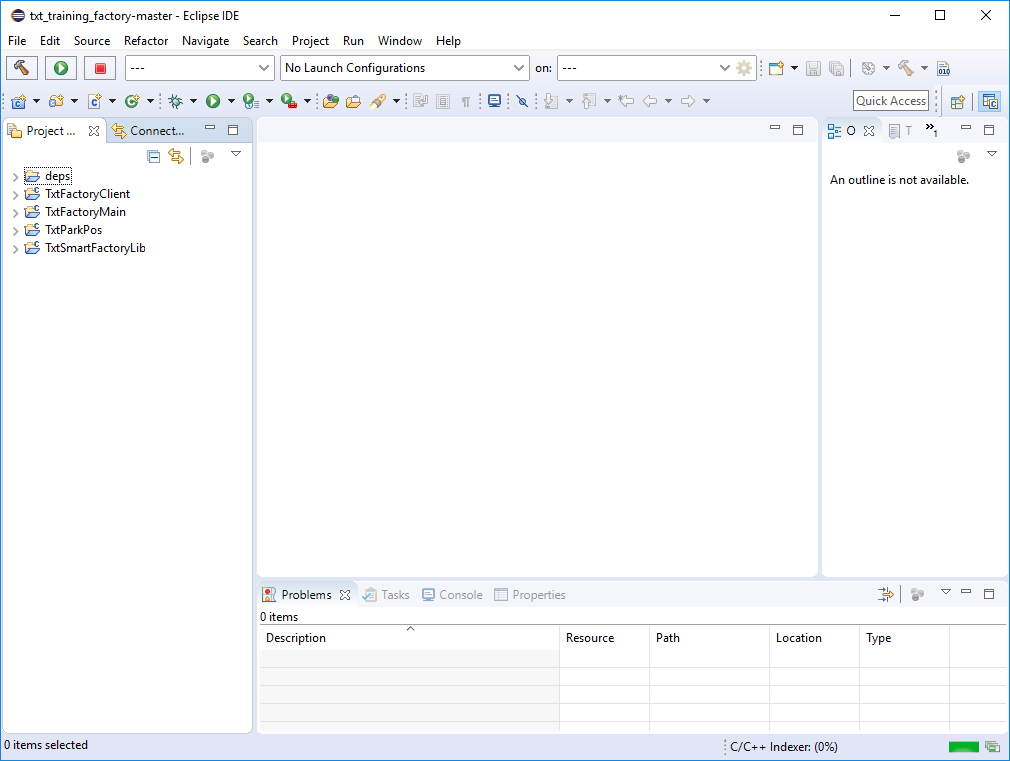 txt_training_factory-master - Eclipse IDE
File Edit Source Refactor Navigate Search Project Run Window Help
--- No Launch Configurations on: --- 010
Quick Access
Project ... Connect... O T »1
An outline is not available.
deps
TxtFactoryClient
TxtFactoryMain
TxtParkPos
TxtSmartFactoryLib
Problems Tasks Console Properties
0 items
Description Resource Path Location Type
0 items selected C/C++ Indexer: (0%)